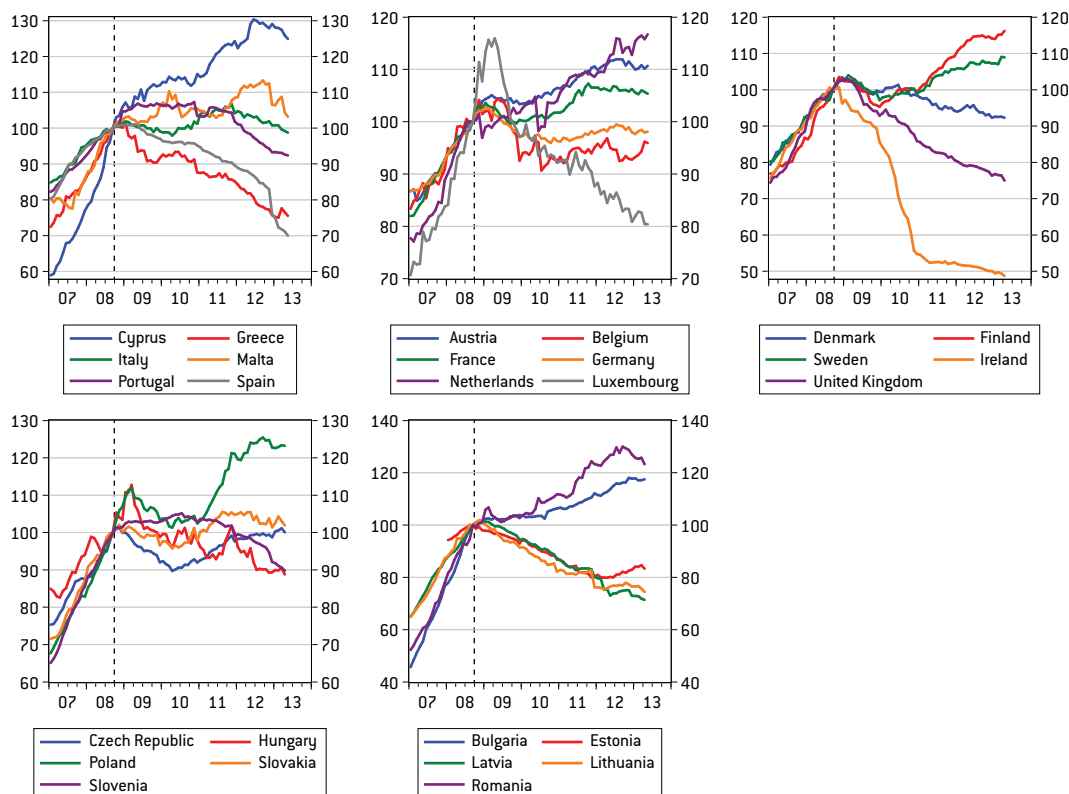 130 130
120 120
110 110
100 100
90 90
80 80
70 70
60 60
07 08 09 10 11 12 13
Cyprus Greece
Italy Malta
Portugal Spain
120 120
110 110
100 100
90 90
80 80
70 70
07 08 09 10 11 12 13
Austria Belgium
France Germany
Netherlands Luxembourg
120 120
110 110
100 100
90 90
80 80
70 70
60 60
50 50
07 08 09 10 11 12 13
Denmark Finland
Sweden Ireland
United Kingdom
130 130
120 120
110 110
100 100
90 90
80 80
70 70
60 60
07 08 09 10 11 12 13
Czech Republic Hungary
Poland Slovakia
Slovenia
140 140
120 120
100 100
80 80
60 60
40 40
07 08 09 10 11 12 13
Bulgaria Estonia
Latvia Lithuania
Romania